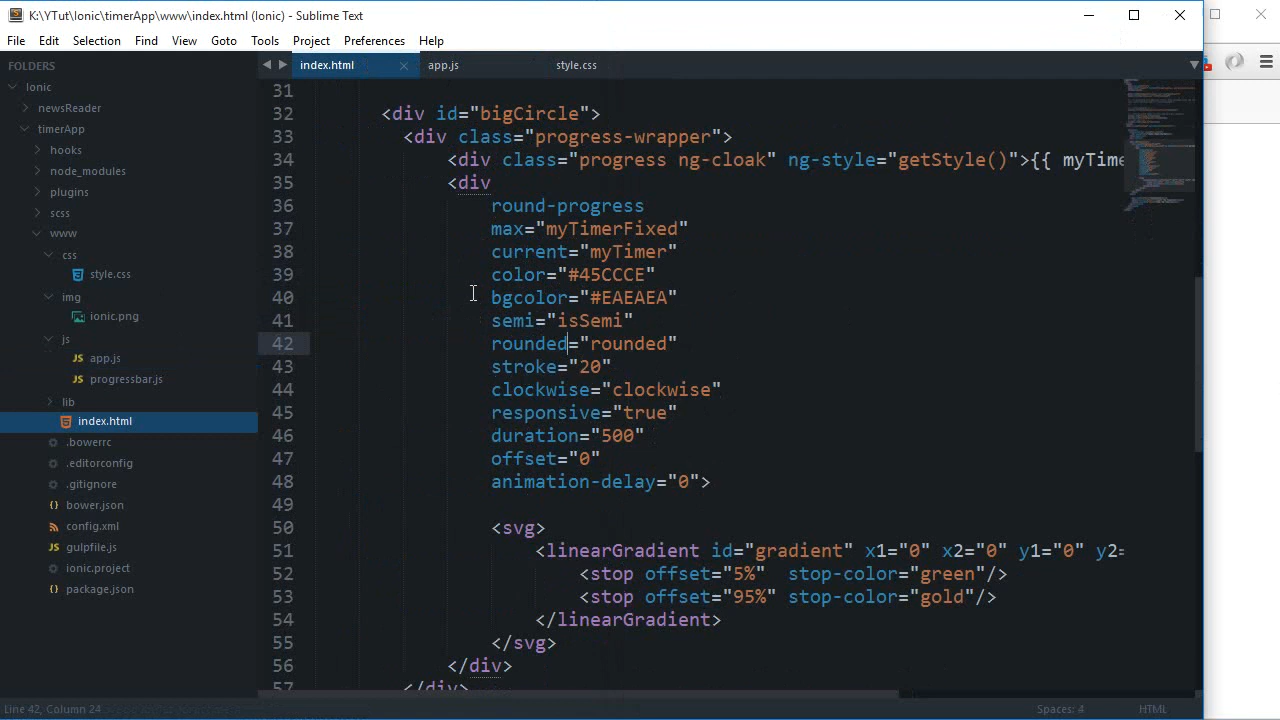 K:\YTut\Ionic\timerApp\www\index.html (Ionic) - Sublime Text
File Edit Selection Find View Goto Tools Project Preferences Help
FOLDERS
Ionic
newsReader
timerApp
hooks
node_modules
plugins
scss
www
css
style.css
img
ionic.png
js
app.js
progressbar.js
lib
index.html
.bowerrc
.editorconfig
.gitignore
bower.json
config.xml
gulpfile.js
ionic.project
package.json
index.html app.js style.css
31
32 <div id="bigCircle">
33 <div class="progress-wrapper">
34 <div class="progress ng-cloak" ng-style="getStyle()">{{ myTime
35 <div
36 round-progress
37 max="myTimerFixed"
38 current="myTimer"
39 color="#45CCCE"
40 bgcolor="#EAEAEA"
41 semi="isSemi"
42 rounded="rounded"
43 stroke="20"
44 clockwise="clockwise"
45 responsive="true"
46 duration="500"
47 offset="0"
48 animation-delay="0">
49
50 <svg>
51 <linearGradient id="gradient" x1="0" x2="0" y1="0" y2=
52 <stop offset="5%" stop-color="green"/>
53 <stop offset="95%" stop-color="gold"/>
54 </linearGradient>
55 </svg>
56 </div>
57 </div>
Line 42, Column 24 Spaces: 4 HTML